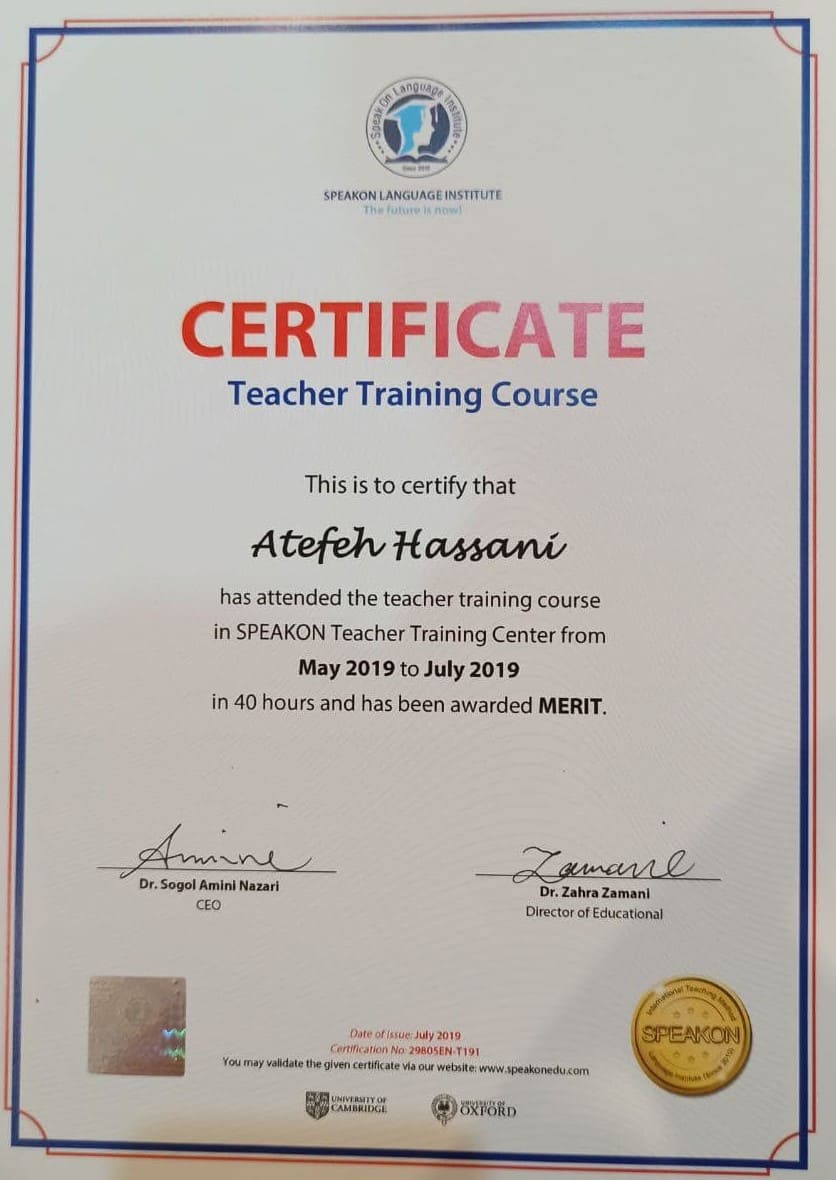 Speak On Language Institute
SPEAKON LANGUAGE INSTITUTE
The future is now!
CERTIFICATE
Teacher Training Course
This is to certify that
Atefeh Hassani
has attended the teacher training course
in SPEAKON Teacher Training Center from
May 2019 to July 2019
in 40 hours and has been awarded MERIT.
Amini
Zamani
Dr. Sogol Amini Nazari
CEO
Dr. Zahra Zamani
Director of Educational
International Teaching Method
SPEAKON
Language Institute (Since 2010)
Date of issue: July 2019
Certification No: 29805EN-T191
You may validate the given certificate via our website: www.speakonedu.com
UNIVERSITY OF
CAMBRIDGE
UNIVERSITY OF
OXFORD